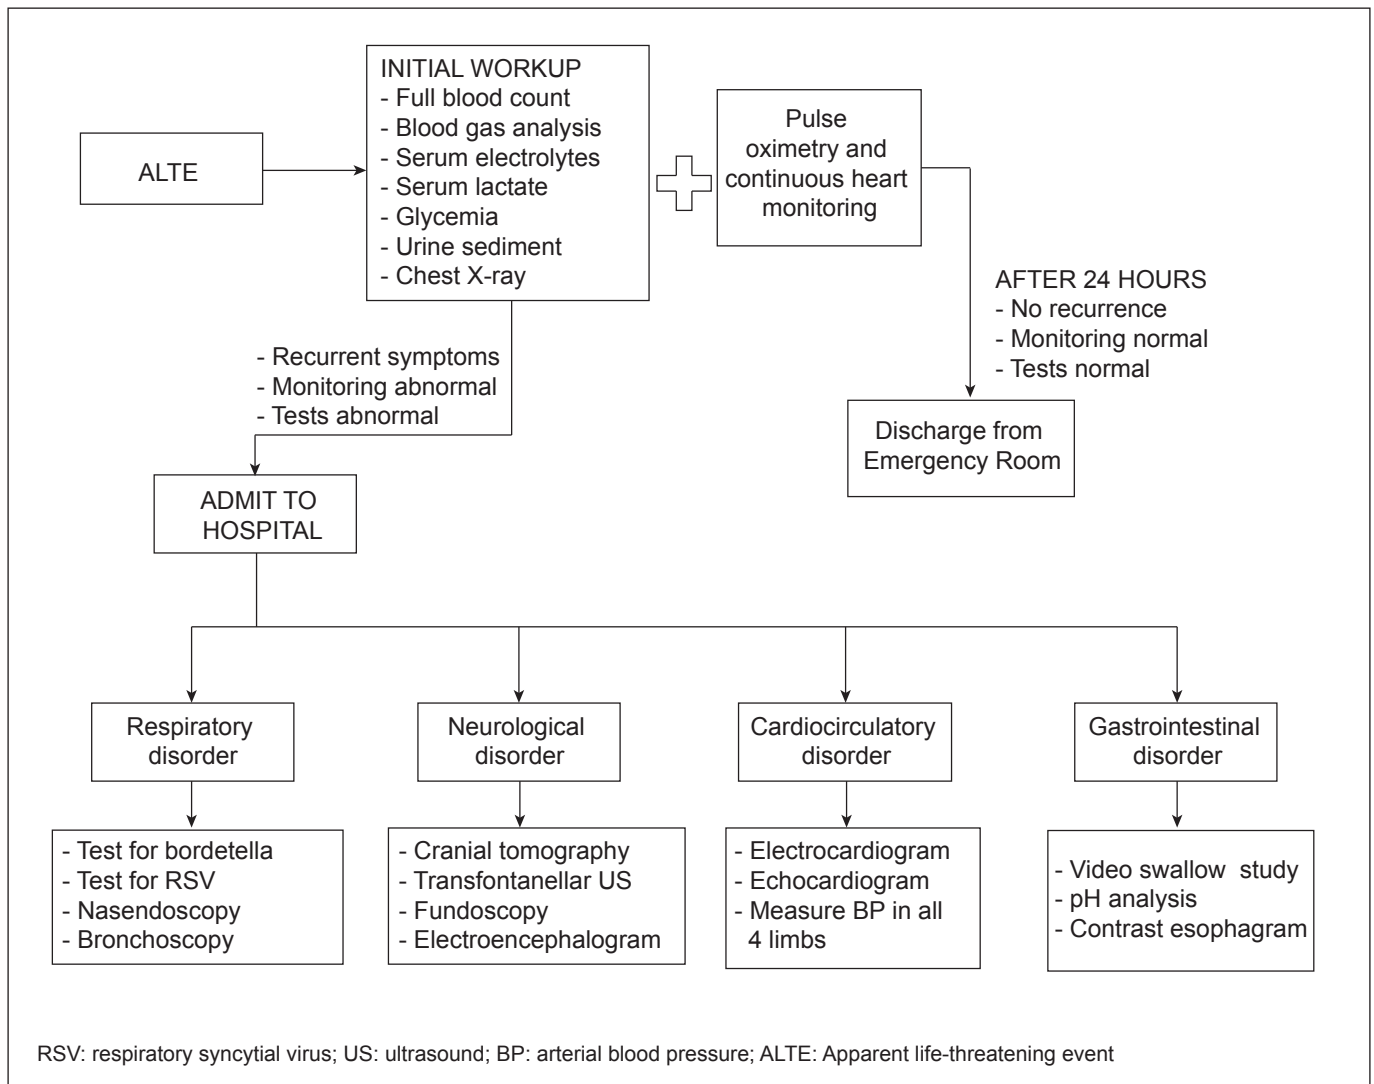 ALTE
INITIAL WORKUP
- Full blood count
- Blood gas analysis
- Serum electrolytes
- Serum lactate
- Glycemia
- Urine sediment
- Chest X-ray
Pulse
oximetry and
continuous heart
monitoring
AFTER 24 HOURS
- No recurrence
- Monitoring normal
- Tests normal
Discharge from
Emergency Room
- Recurrent symptoms
- Monitoring abnormal
- Tests abnormal
ADMIT TO
HOSPITAL
Respiratory
disorder
Neurological
disorder
Cardiocirculatory
disorder
Gastrointestinal
disorder
- Test for bordetella
- Test for RSV
- Nasendoscopy
- Bronchoscopy
- Cranial tomography
- Transfontanellar US
- Fundoscopy
- Electroencephalogram
- Electrocardiogram
- Echocardiogram
- Measure BP in all
4 limbs
- Video swallow study
- pH analysis
- Contrast esophagram
RSV: respiratory syncytial virus; US: ultrasound; BP: arterial blood pressure; ALTE: Apparent life-threatening event